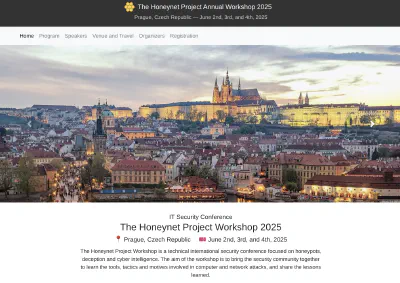 The Honeynet Project Annual Workshop 2025
Prague, Czech Republic — June 2nd, 3rd, and 4th, 2025
Home Program Speakers Venue and Travel Organizers Registration
IT Security Conference
The Honeynet Project Workshop 2025
Prague, Czech Republic June 2nd, 3rd, and 4th, 2025
The Honeynet Project Workshop is a technical international security conference focused on honeypots,
deception and cyber intelligence. The aim of the workshop is to bring the security community together
to learn the tools, tactics and motives involved in computer and network attacks, and share the lessons
learned.